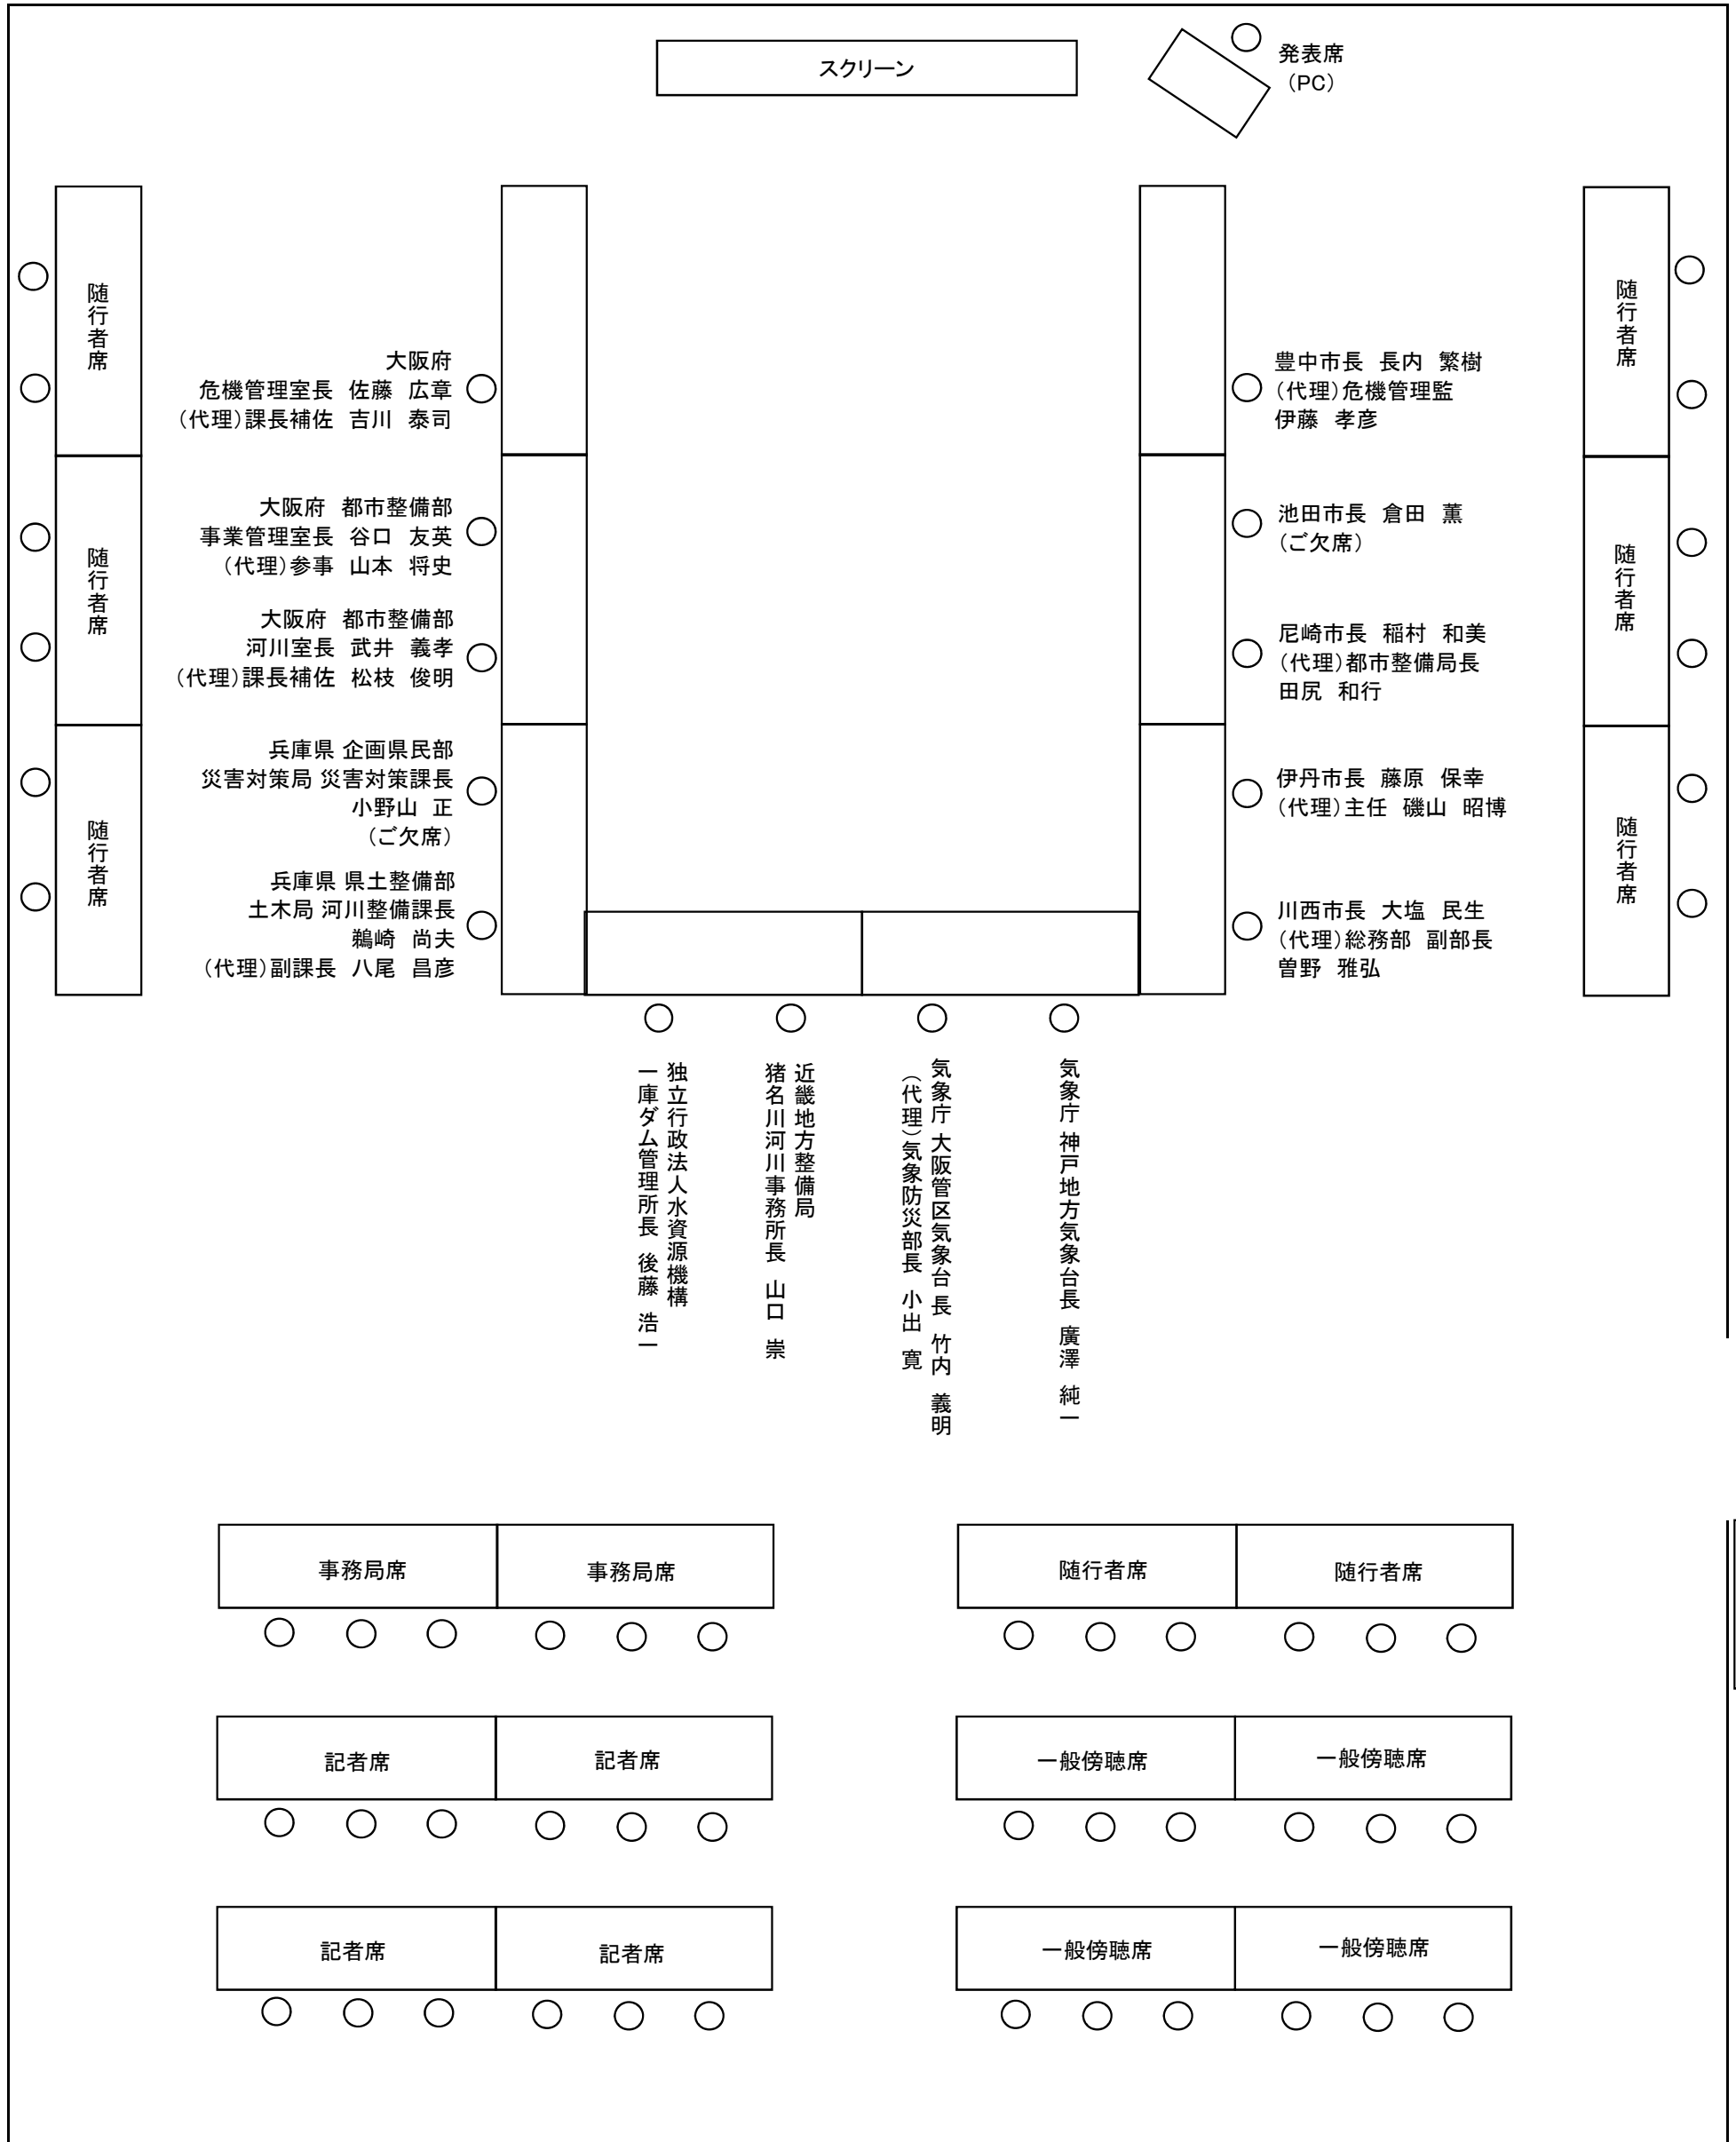 スクリーン
発表席
（PC）
随行者席
随行者席
随行者席
大阪府
危機管理室長　佐藤　広章
（代理）課長補佐　吉川　泰司
大阪府　都市整備部
事業管理室長　谷口　友英
（代理）参事　山本　将史
大阪府　都市整備部
河川室長　武井　義孝
（代理）課長補佐　松枝　俊明
兵庫県 企画県民部
災害対策局 災害対策課長
小野山　正
（ご欠席）
兵庫県 県土整備部
土木局 河川整備課長
鵜崎　尚夫
（代理）副課長　八尾　昌彦
豊中市長　長内　繁樹
（代理）危機管理監
伊藤　孝彦
池田市長　倉田　薫
（ご欠席）
尼崎市長　稲村　和美
（代理）都市整備局長
田尻　和行
伊丹市長　藤原　保幸
（代理）主任　磯山　昭博
川西市長　大塩　民生
（代理）総務部　副部長
曽野　雅弘
随行者席
随行者席
随行者席
独立行政法人水資源機構
一庫ダム管理所長　後藤　浩一
近畿地方整備局
猪名川河川事務所長　山口　崇
気象庁 大阪管区気象台長　竹内　義明
（代理）気象防災部長　小出　寛
気象庁 神戸地方気象台長　廣澤　純一
事務局席
事務局席
随行者席
随行者席
記者席
記者席
一般傍聴席
一般傍聴席
記者席
記者席
一般傍聴席
一般傍聴席